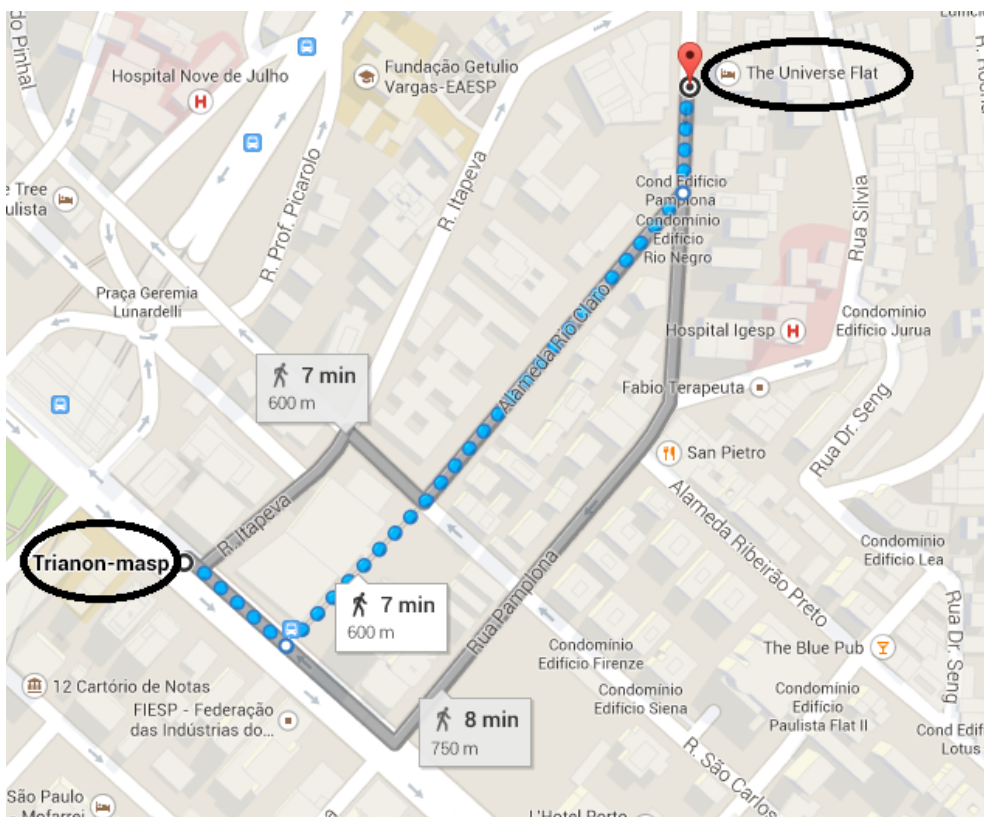 do Pinhal
Hospital Nove de Julho
H
Fundação Getulio
Vargas-EAESP
The Universe Flat
e Tree
ulista
R. Prof. Picarolo
R. Itapeva
Cond Edifício
Pamplona
Condomínio
Edifício
Rio Negro
Rua Silvia
Praça Geremia
Lunardelli
Alameda Rio Claro
Hospital Igesp
H
Condomínio
Edifício Jurua
7 min
600 m
Fabio Terapeuta
San Pietro
Rua Dr. Seng
R. Itapeva
Alameda Ribeirão Preto
Trianon-masp
Condomínio
Edifício Lea
7 min
600 m
Rua Pamplona
Rua Dr. Seng
Condomínio
Edifício Firenze
The Blue Pub
12 Cartório de Notas
FIESP - Federação
das Indústrias do...
Condomínio
Edifício Siena
Condomínio
Edifício
Paulista Flat II
8 min
750 m
Cond Edif
Lotus
R. São Carlos
São Paulo
- Mofarrej
L'Hotel Porto